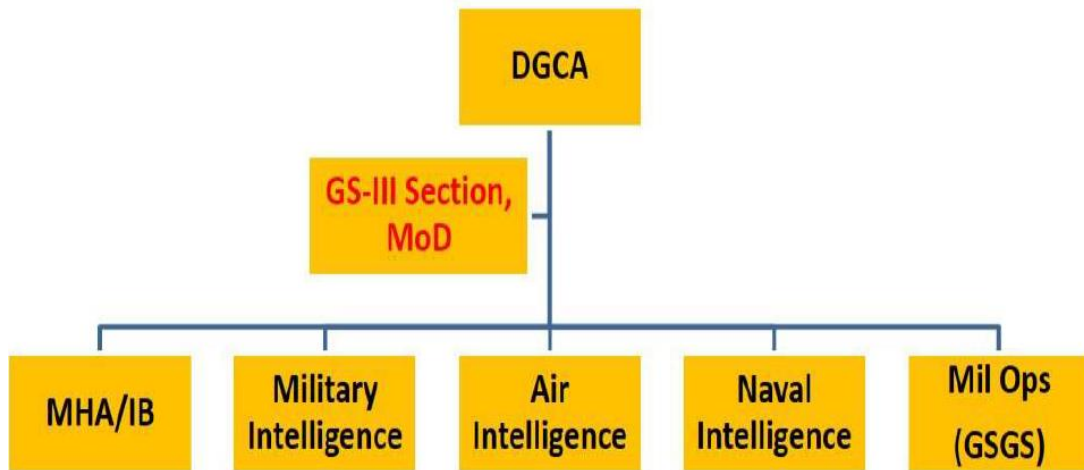 DGCA
GS-III Section,
MoD
MHA/IB
Military
Intelligence
Air
Intelligence
Naval
Intelligence
Mil Ops
(GSGS)